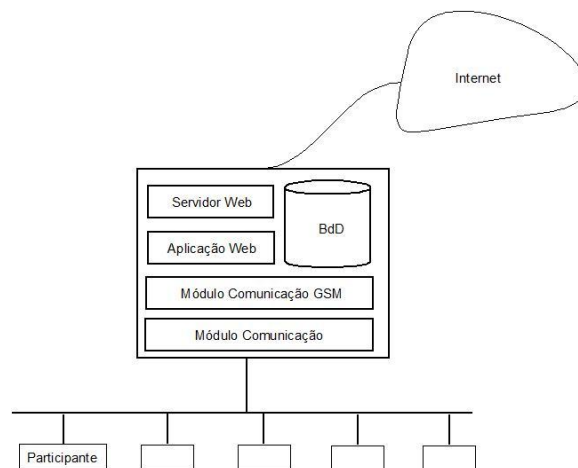 Internet
Servidor Web
BdD
Aplicação Web
Módulo Comunicação GSM
Módulo Comunicação
Participante